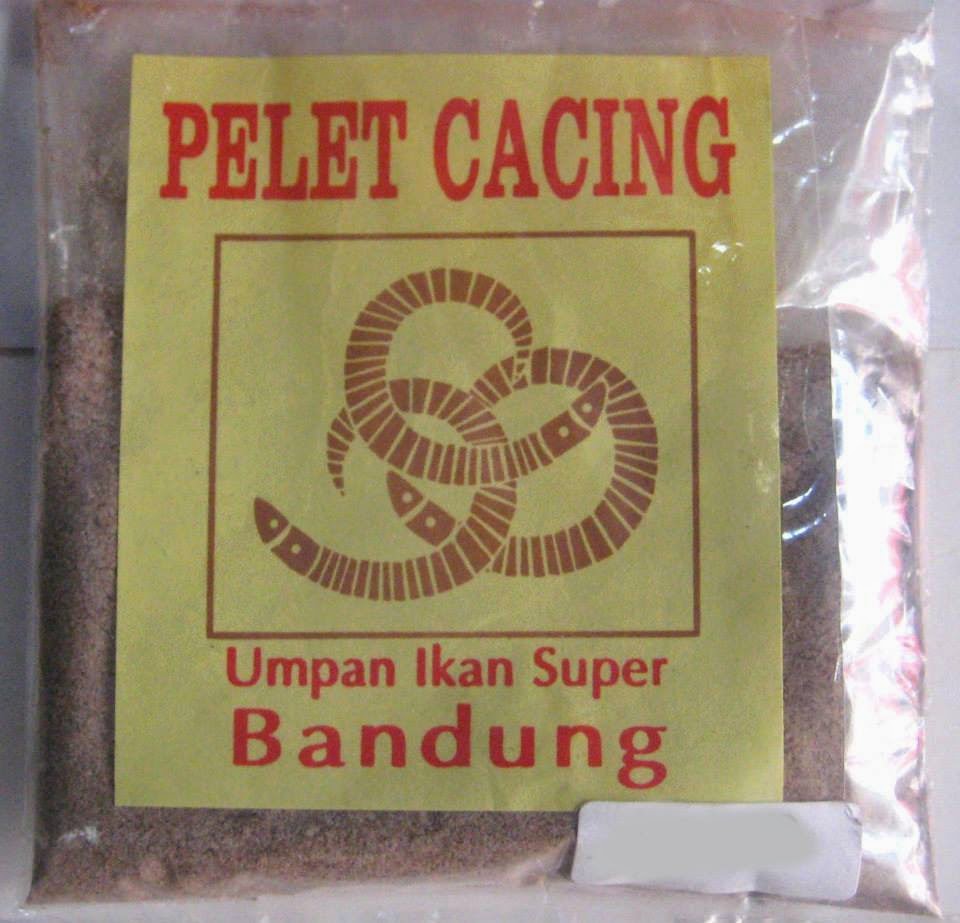 PELET CACING
Umpan Ikan Super
Bandung